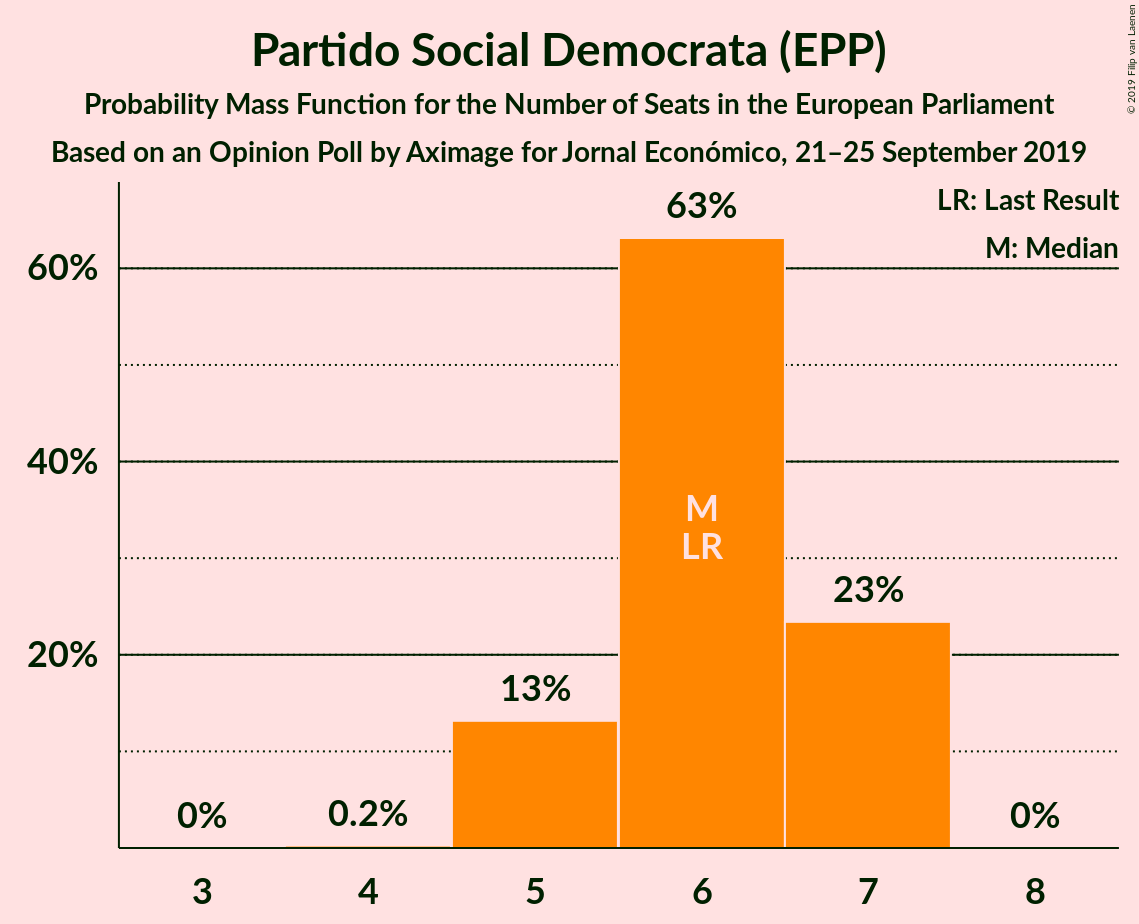 Partido Social Democrata (EPP)
Probability Mass Function for the Number of Seats in the European Parliament
Based on an Opinion Poll by Aximage for Jornal Económico, 21–25 September 2019
© 2019 Filip van Laenen
LR: Last Result
M: Median
60%
40%
20%
0%
0.2%
13%
63%
23%
0%
M
LR
3
4
5
6
7
8